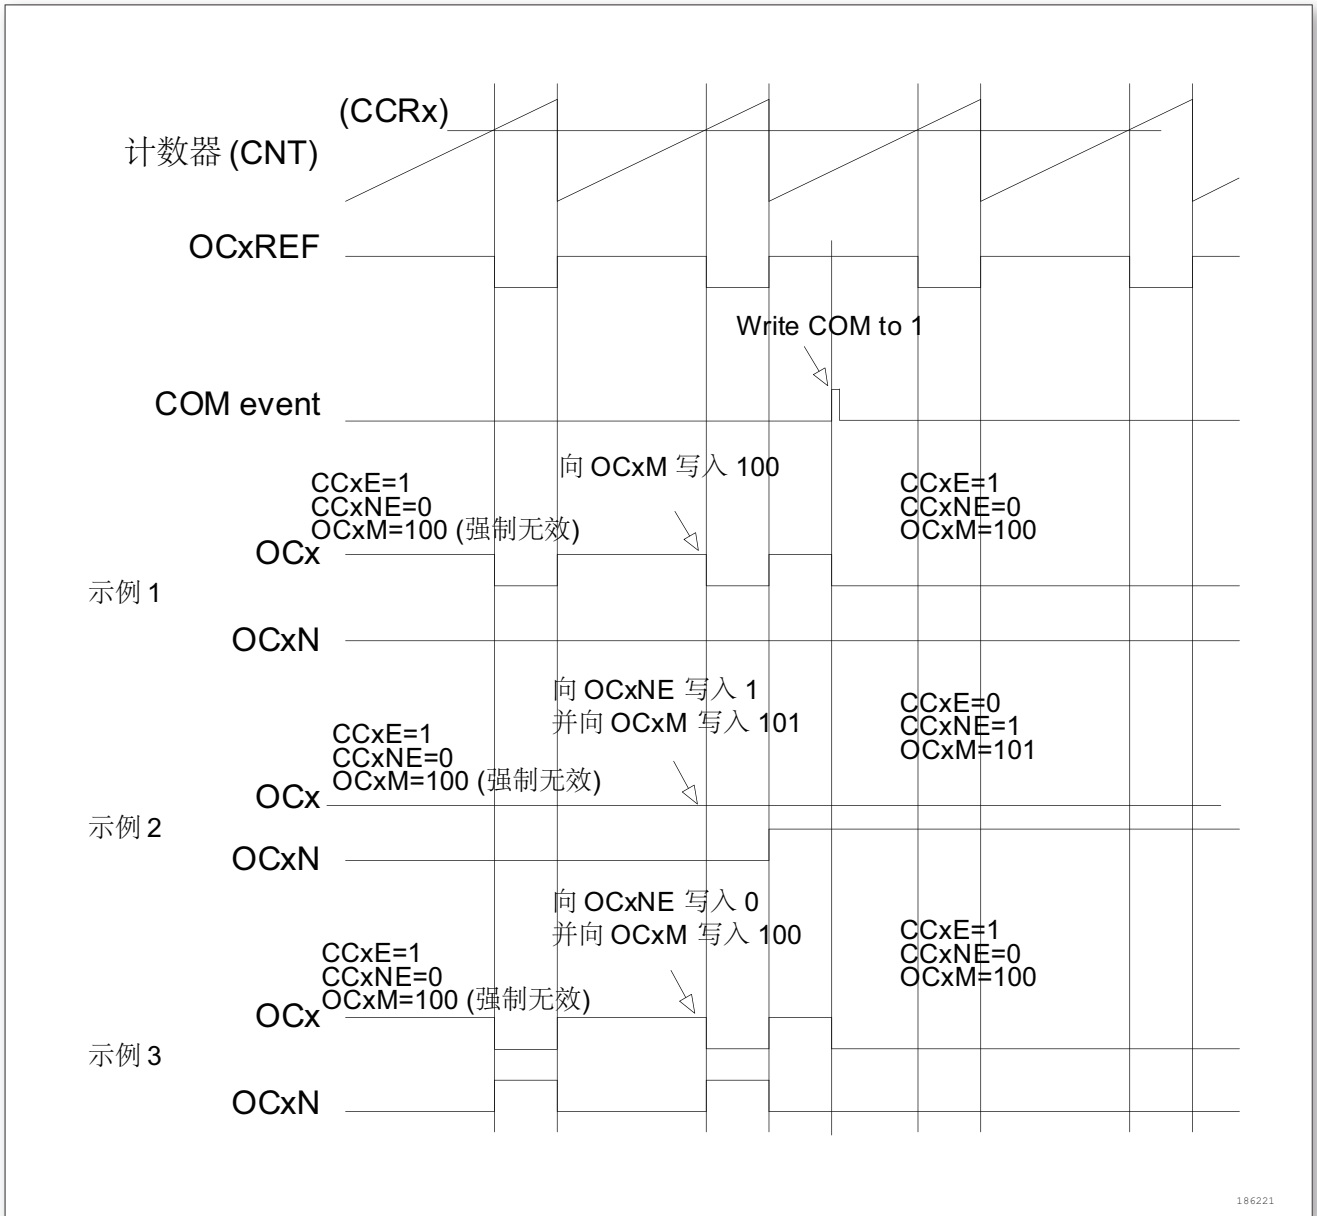 (CCRx)
计数器 (CNT)
OCxREF
Write COM to 1
COM event
向 OCxM 写入 100
CCxE=1
CCxNE=0
OCxM=100 (强制无效)
CCxE=1
CCxNE=0
OCxM=100
OCx
示例 1
OCxN
向 OCxNE 写入 1
并向 OCxM 写入 101
CCxE=1
CCxNE=0
OCxM=100 (强制无效)
CCxE=0
CCxNE=1
OCxM=101
OCx
示例 2
OCxN
向 OCxNE 写入 0
并向 OCxM 写入 100
CCxE=1
CCxNE=0
OCxM=100 (强制无效)
CCxE=1
CCxNE=0
OCxM=100
OCx
示例 3
OCxN
186221